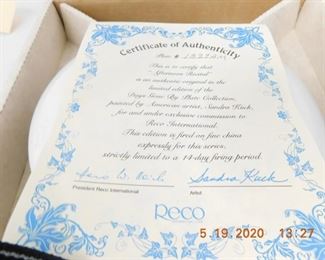 Certificate of Authenticity
Plate #
This is to certify that
"Afternoon Recital"
is an authentic original in the
limited edition of the
Days Gone By Plate Collection,
painted by American artist, Sandra Kuck,
for and under exclusive commission to
Reco International.
This edition is fired on fine china
expressly for this series,
strictly limited to a 14-day firing period.
Sandra Kuck
President Reco International
Artist
Reco
5.19.2020 13:27